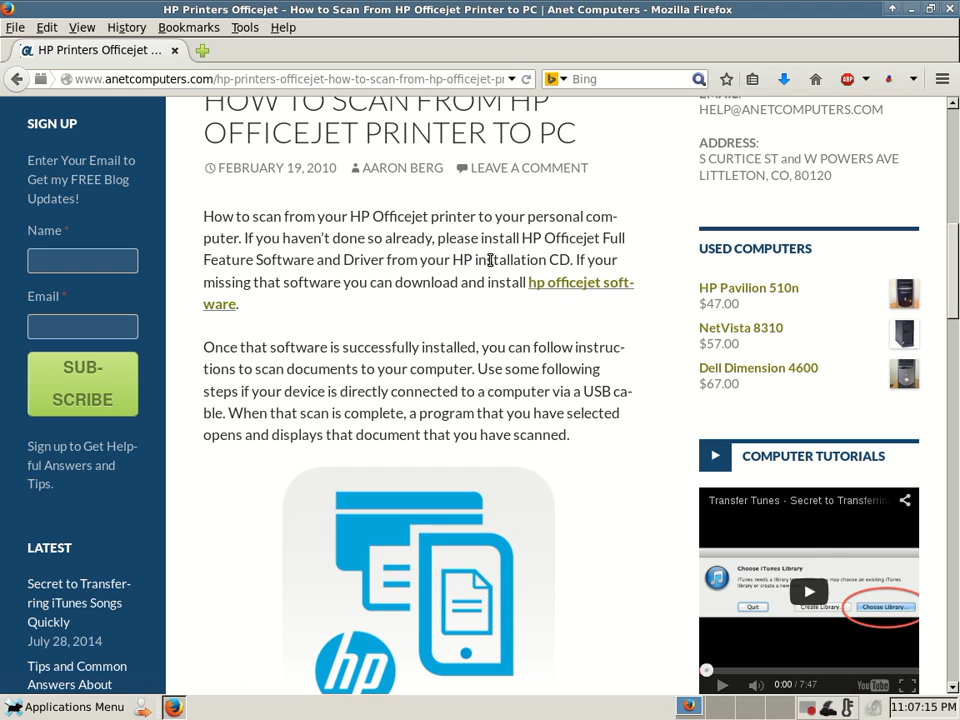 HP Printers Officejet – How to Scan From HP Officejet Printer to PC | Anet Computers - Mozilla Firefox
File Edit View History Bookmarks Tools Help
HP Printers Officejet ...
www.anetcomputers.com/hp-printers-officejet-how-to-scan-from-hp-officejet-pr
Bing
ABP
SIGN UP
Enter Your Email to
Get my FREE Blog
Updates!
Name *
Email *
SUB-
SCRIBE
Sign up to Get Help-
ful Answers and
Tips.
LATEST
Secret to Transfer-
ring iTunes Songs
Quickly
July 28, 2014
Tips and Common
Answers About
HOW TO SCAN FROM HP
OFFICEJET PRINTER TO PC
FEBRUARY 19, 2010 AARON BERG LEAVE A COMMENT
How to scan from your HP Officejet printer to your personal com-
puter. If you haven't done so already, please install HP Officejet Full
Feature Software and Driver from your HP installation CD. If your
missing that software you can download and install hp officejet soft-
ware.
Once that software is successfully installed, you can follow instruc-
tions to scan documents to your computer. Use some following
steps if your device is directly connected to a computer via a USB ca-
ble. When that scan is complete, a program that you have selected
opens and displays that document that you have scanned.
hp
HELP@ANETCOMPUTERS.COM
ADDRESS:
S CURTICE ST and W POWERS AVE
LITTLETON, CO, 80120
USED COMPUTERS
HP Pavilion 510n
$47.00
NetVista 8310
$57.00
Dell Dimension 4600
$67.00
COMPUTER TUTORIALS
Transfer Tunes - Secret to Transferrin
Choose iTunes Library
Quit Create Library... Choose Library...
0:00 / 7:47 YouTube
Applications Menu
11:07:15 PM